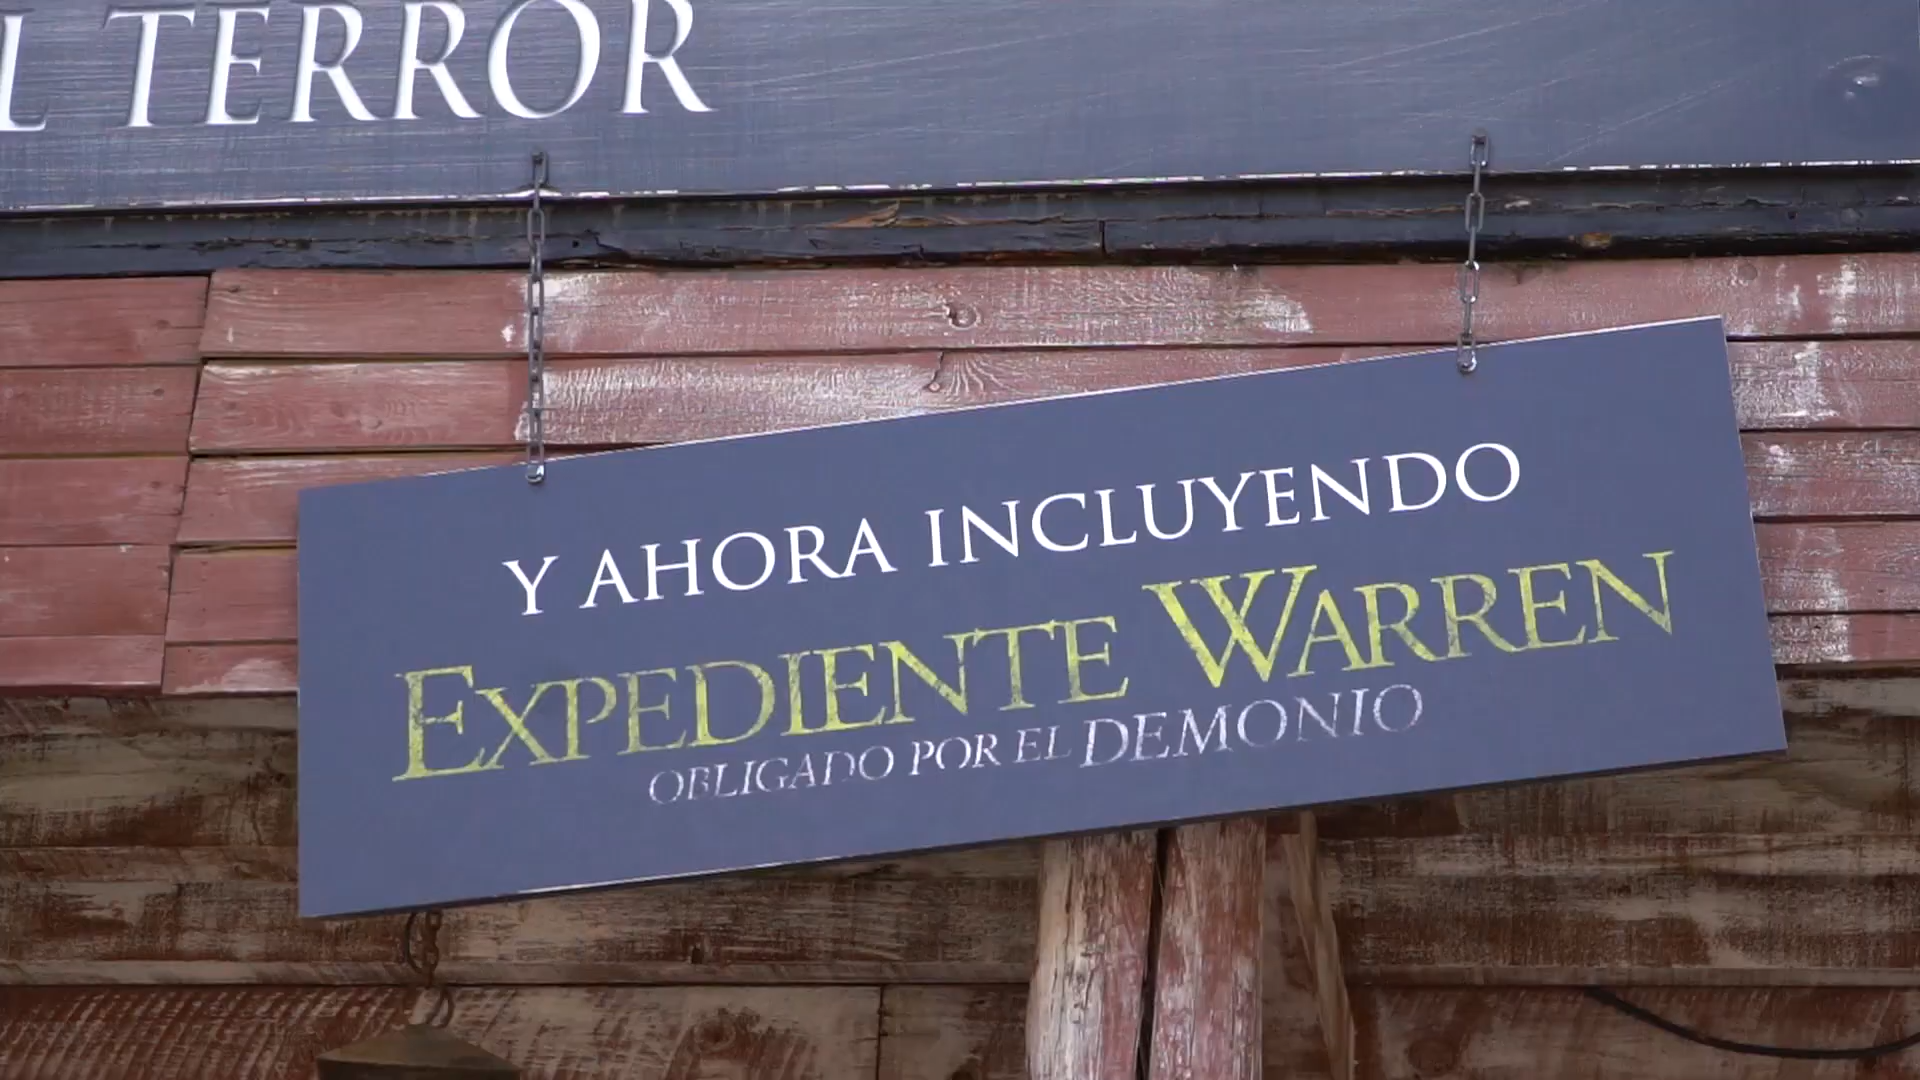 L TERROR
Y AHORA INCLUYENDO
EXPEDIENTE WARREN
OBLIGADO POR EL DEMONIO